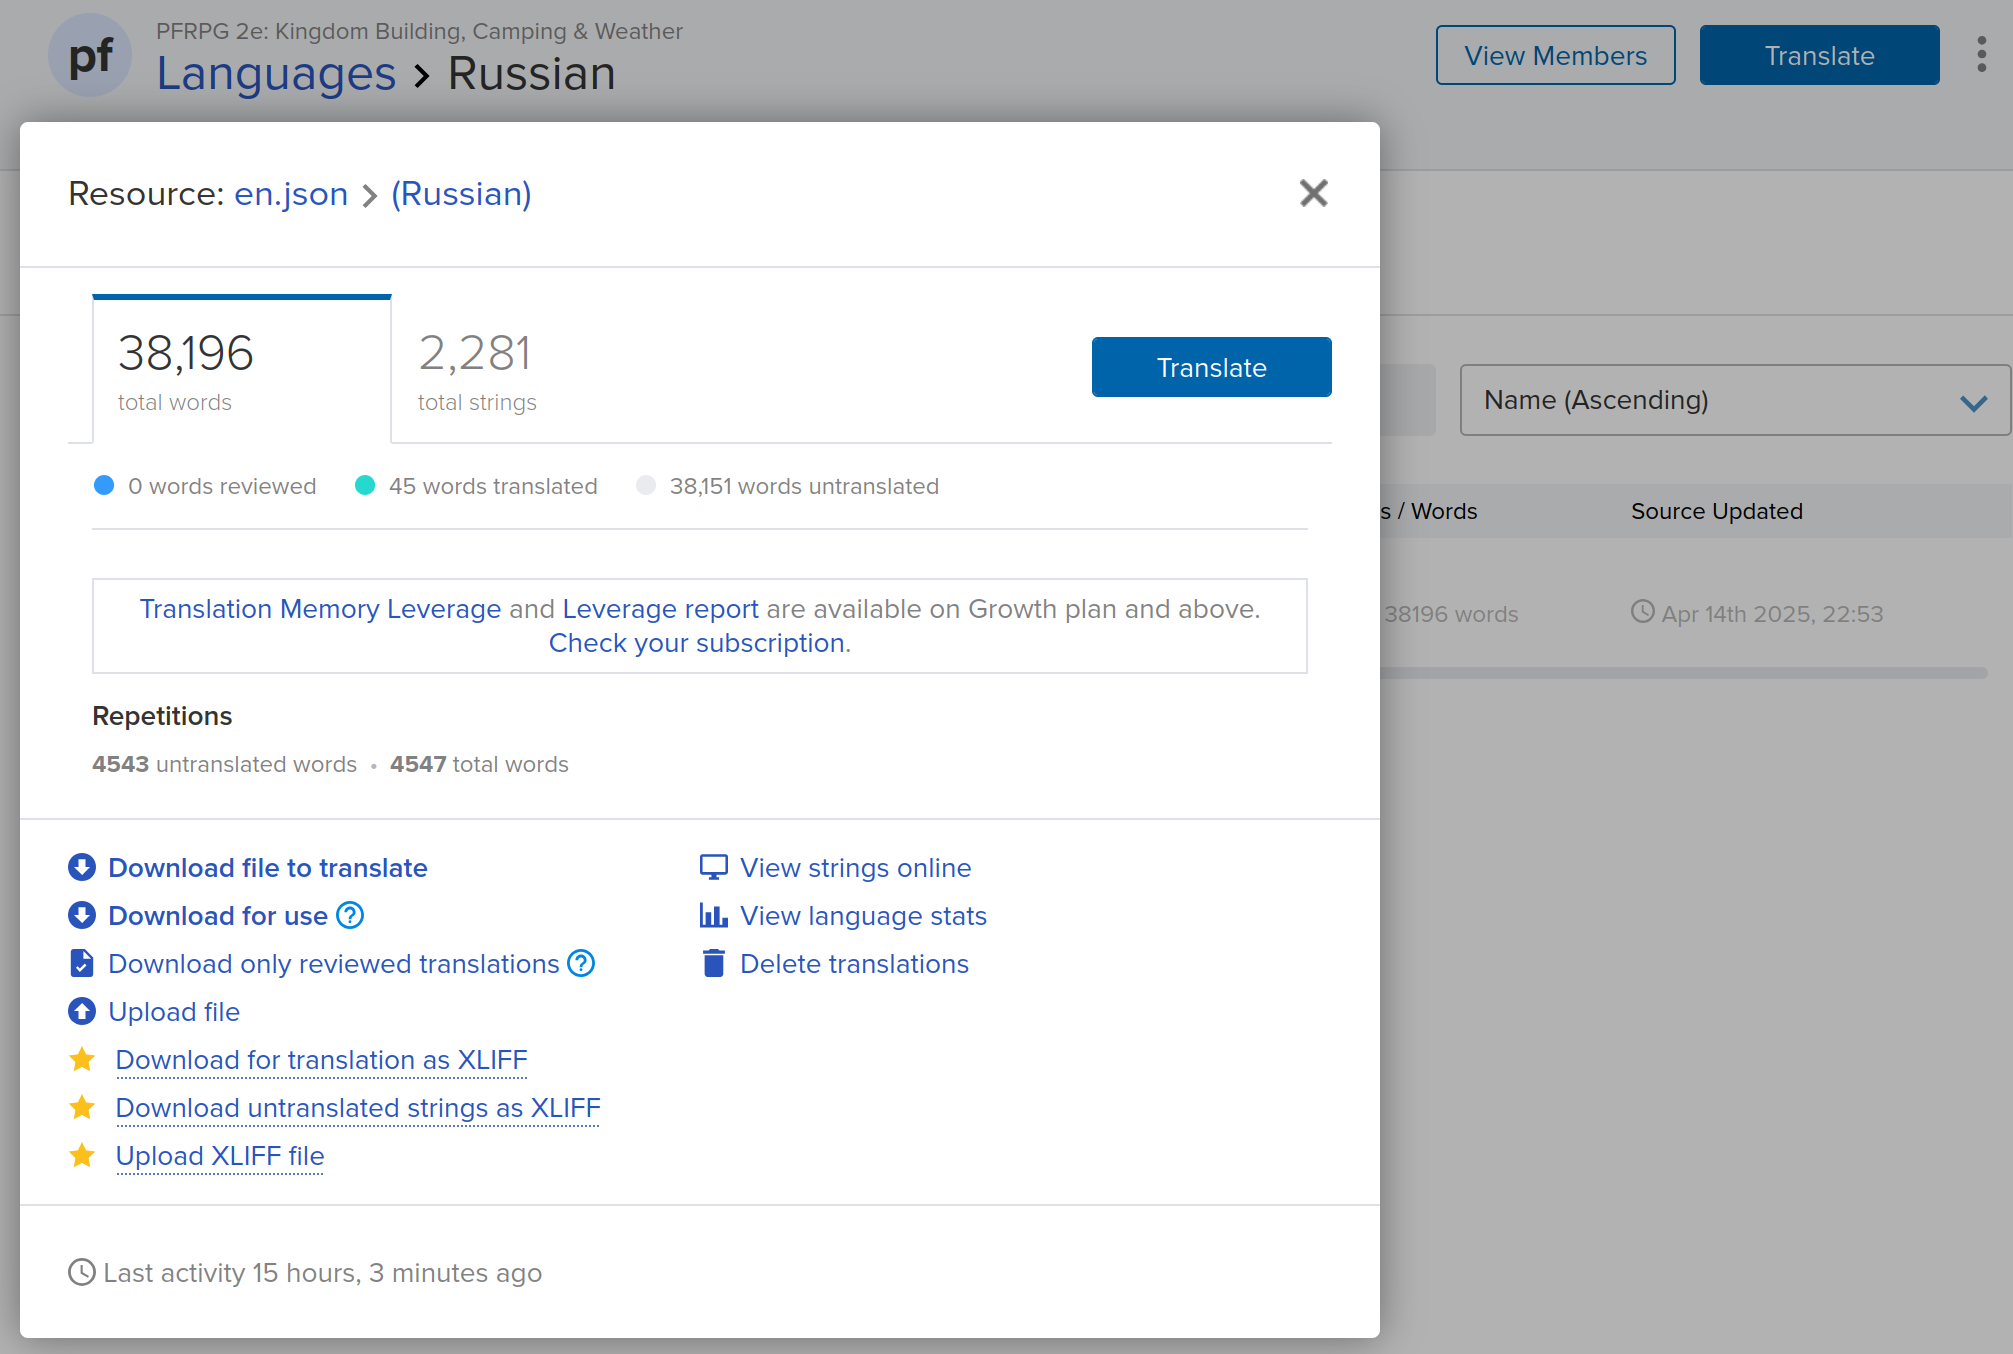 pf
PFRPG 2e: Kingdom Building, Camping & Weather
Languages > Russian
View Members
Translate
Resource: en.json > (Russian)
38,196
total words
2,281
total strings
Translate
Name (Ascending)
0 words reviewed
45 words translated
38,151 words untranslated
s / Words
Source Updated
Translation Memory Leverage and Leverage report are available on Growth plan and above.
Check your subscription.
38196 words
Apr 14th 2025, 22:53
Repetitions
4543 untranslated words • 4547 total words
Download file to translate
Download for use ?
Download only reviewed translations ?
Upload file
Download for translation as XLIFF
Download untranslated strings as XLIFF
Upload XLIFF file
View strings online
View language stats
Delete translations
Last activity 15 hours, 3 minutes ago